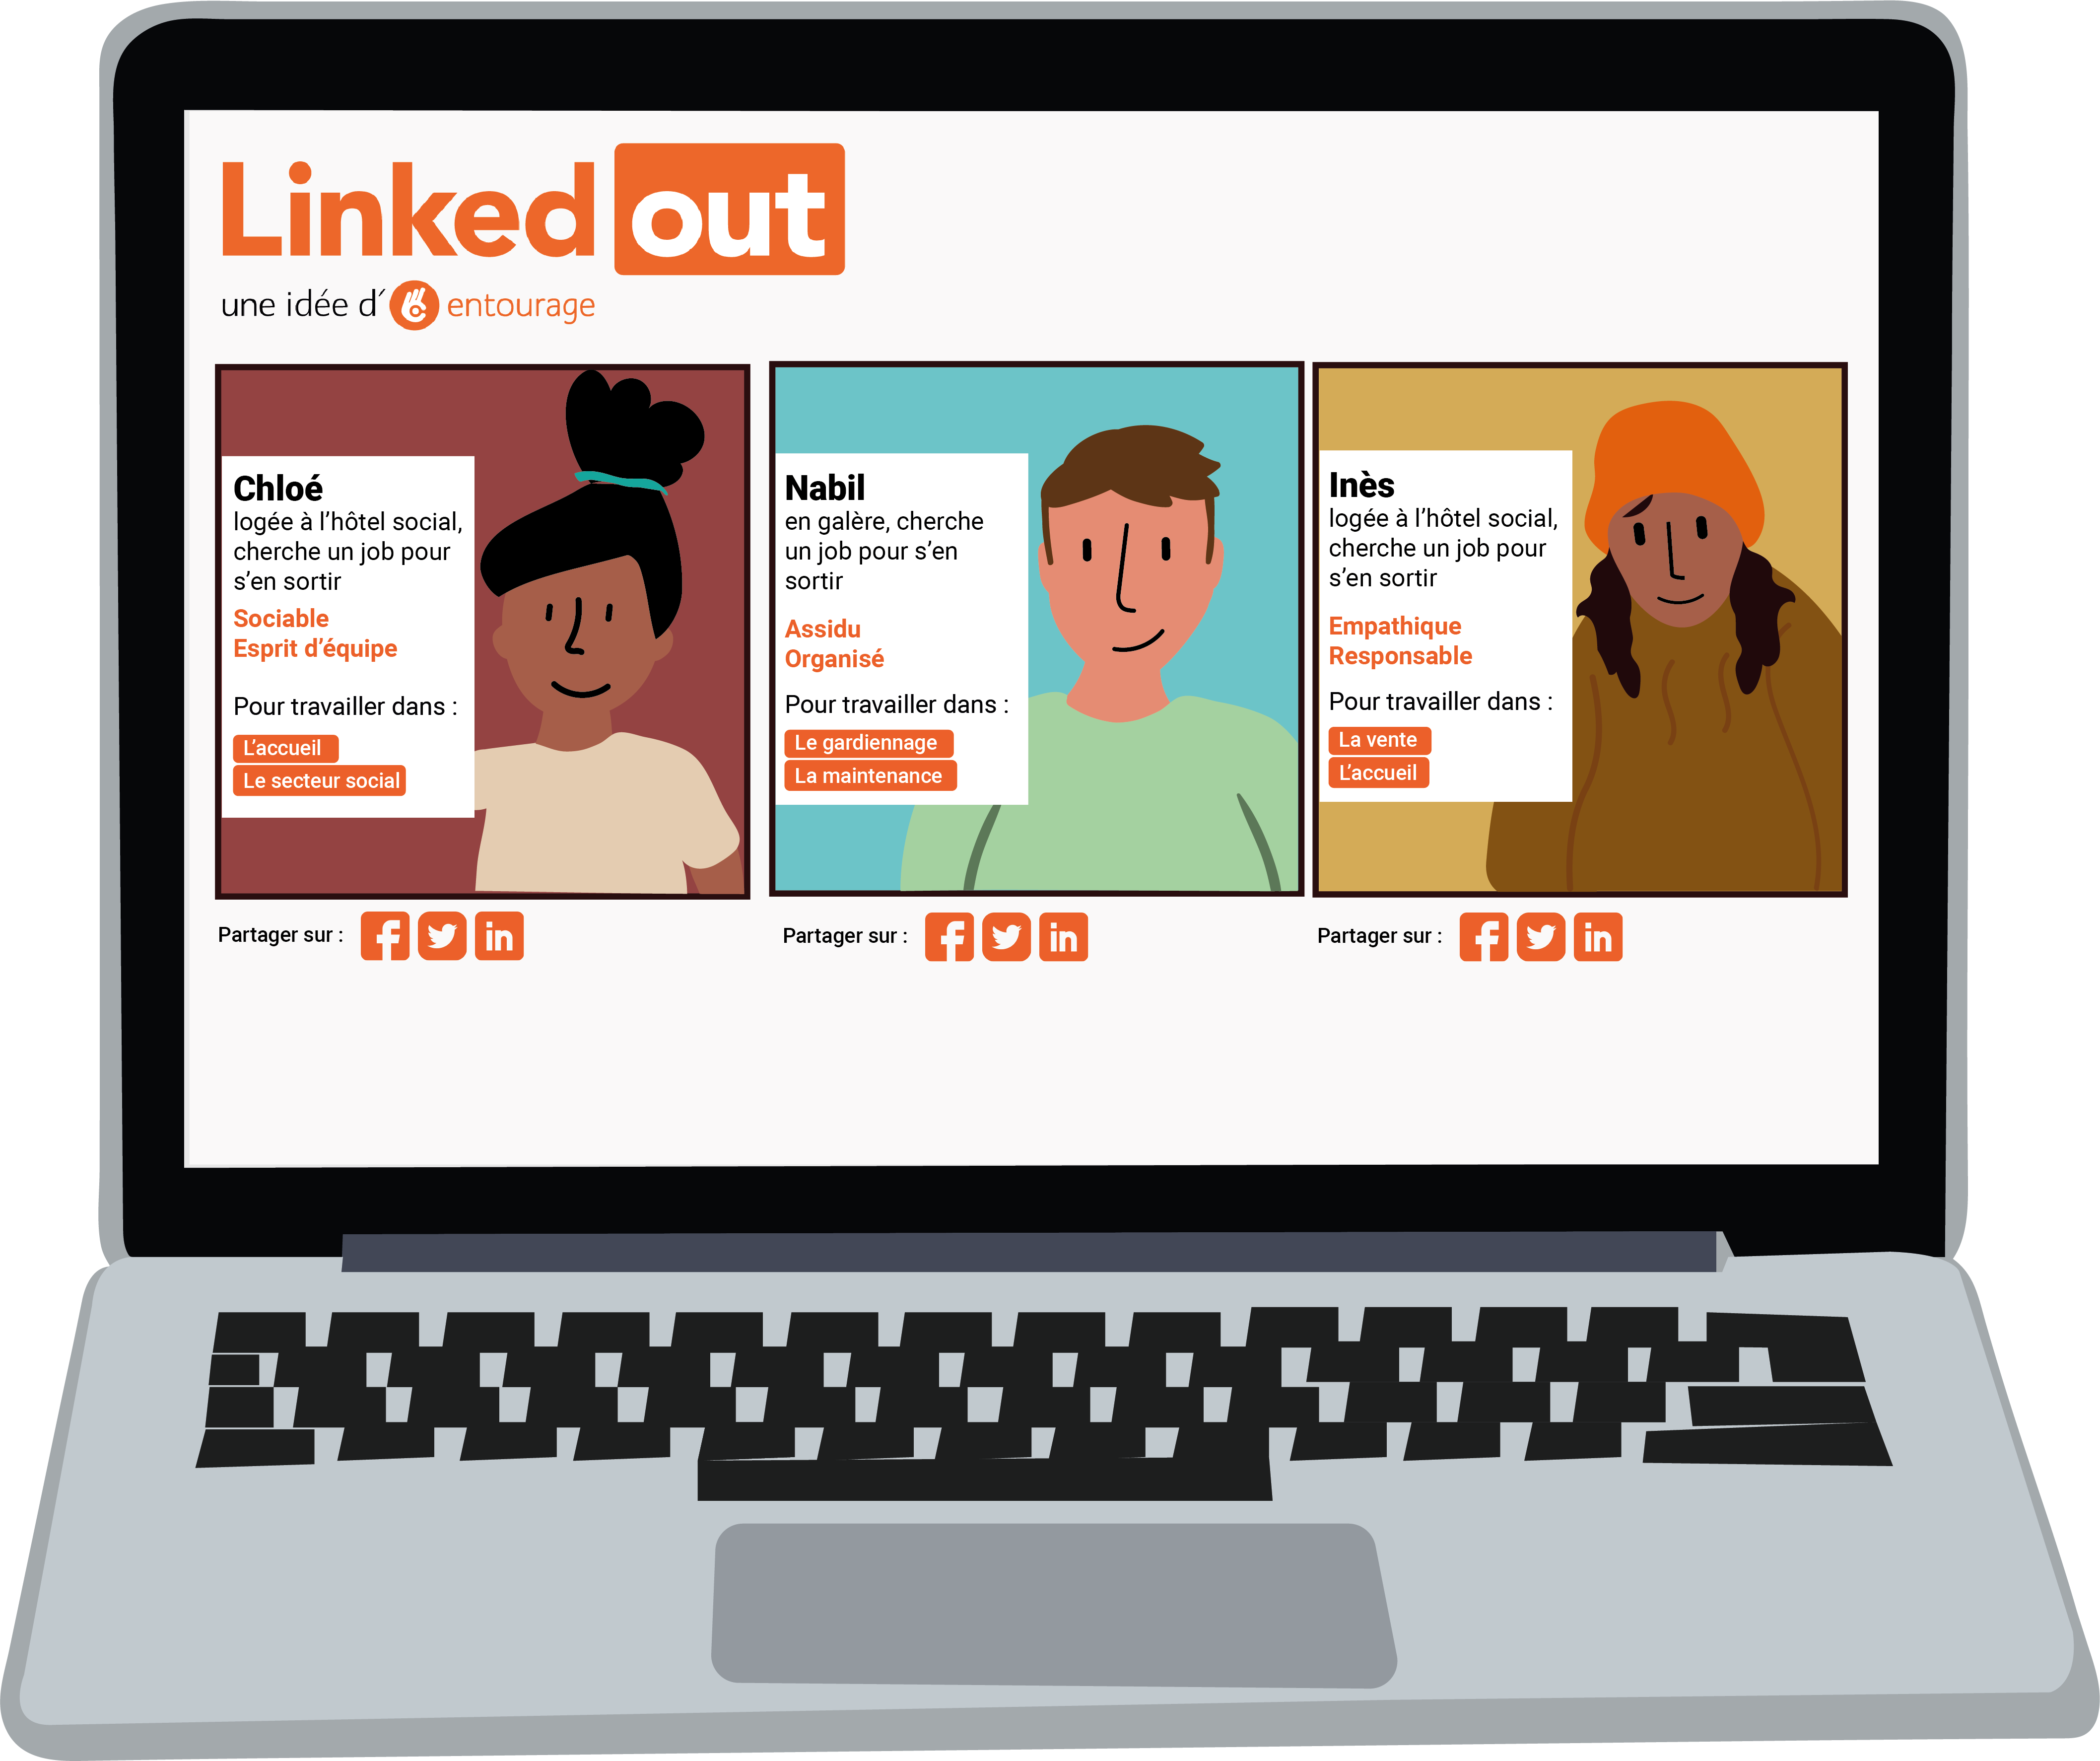 Linked out
une idée d' entourage
Chloé
logée à l'hôtel social,
cherche un job pour
s'en sortir
Sociable
Esprit d'équipe
Pour travailler dans :
L'accueil
Le secteur social
Partager sur :
Nabil
en galère, cherche
un job pour s'en
sortir
Assidu
Organisé
Pour travailler dans :
Le gardiennage
La maintenance
Partager sur :
Inès
logée à l'hôtel social,
cherche un job pour
s'en sortir
Empathique
Responsable
Pour travailler dans :
La vente
L'accueil
Partager sur :